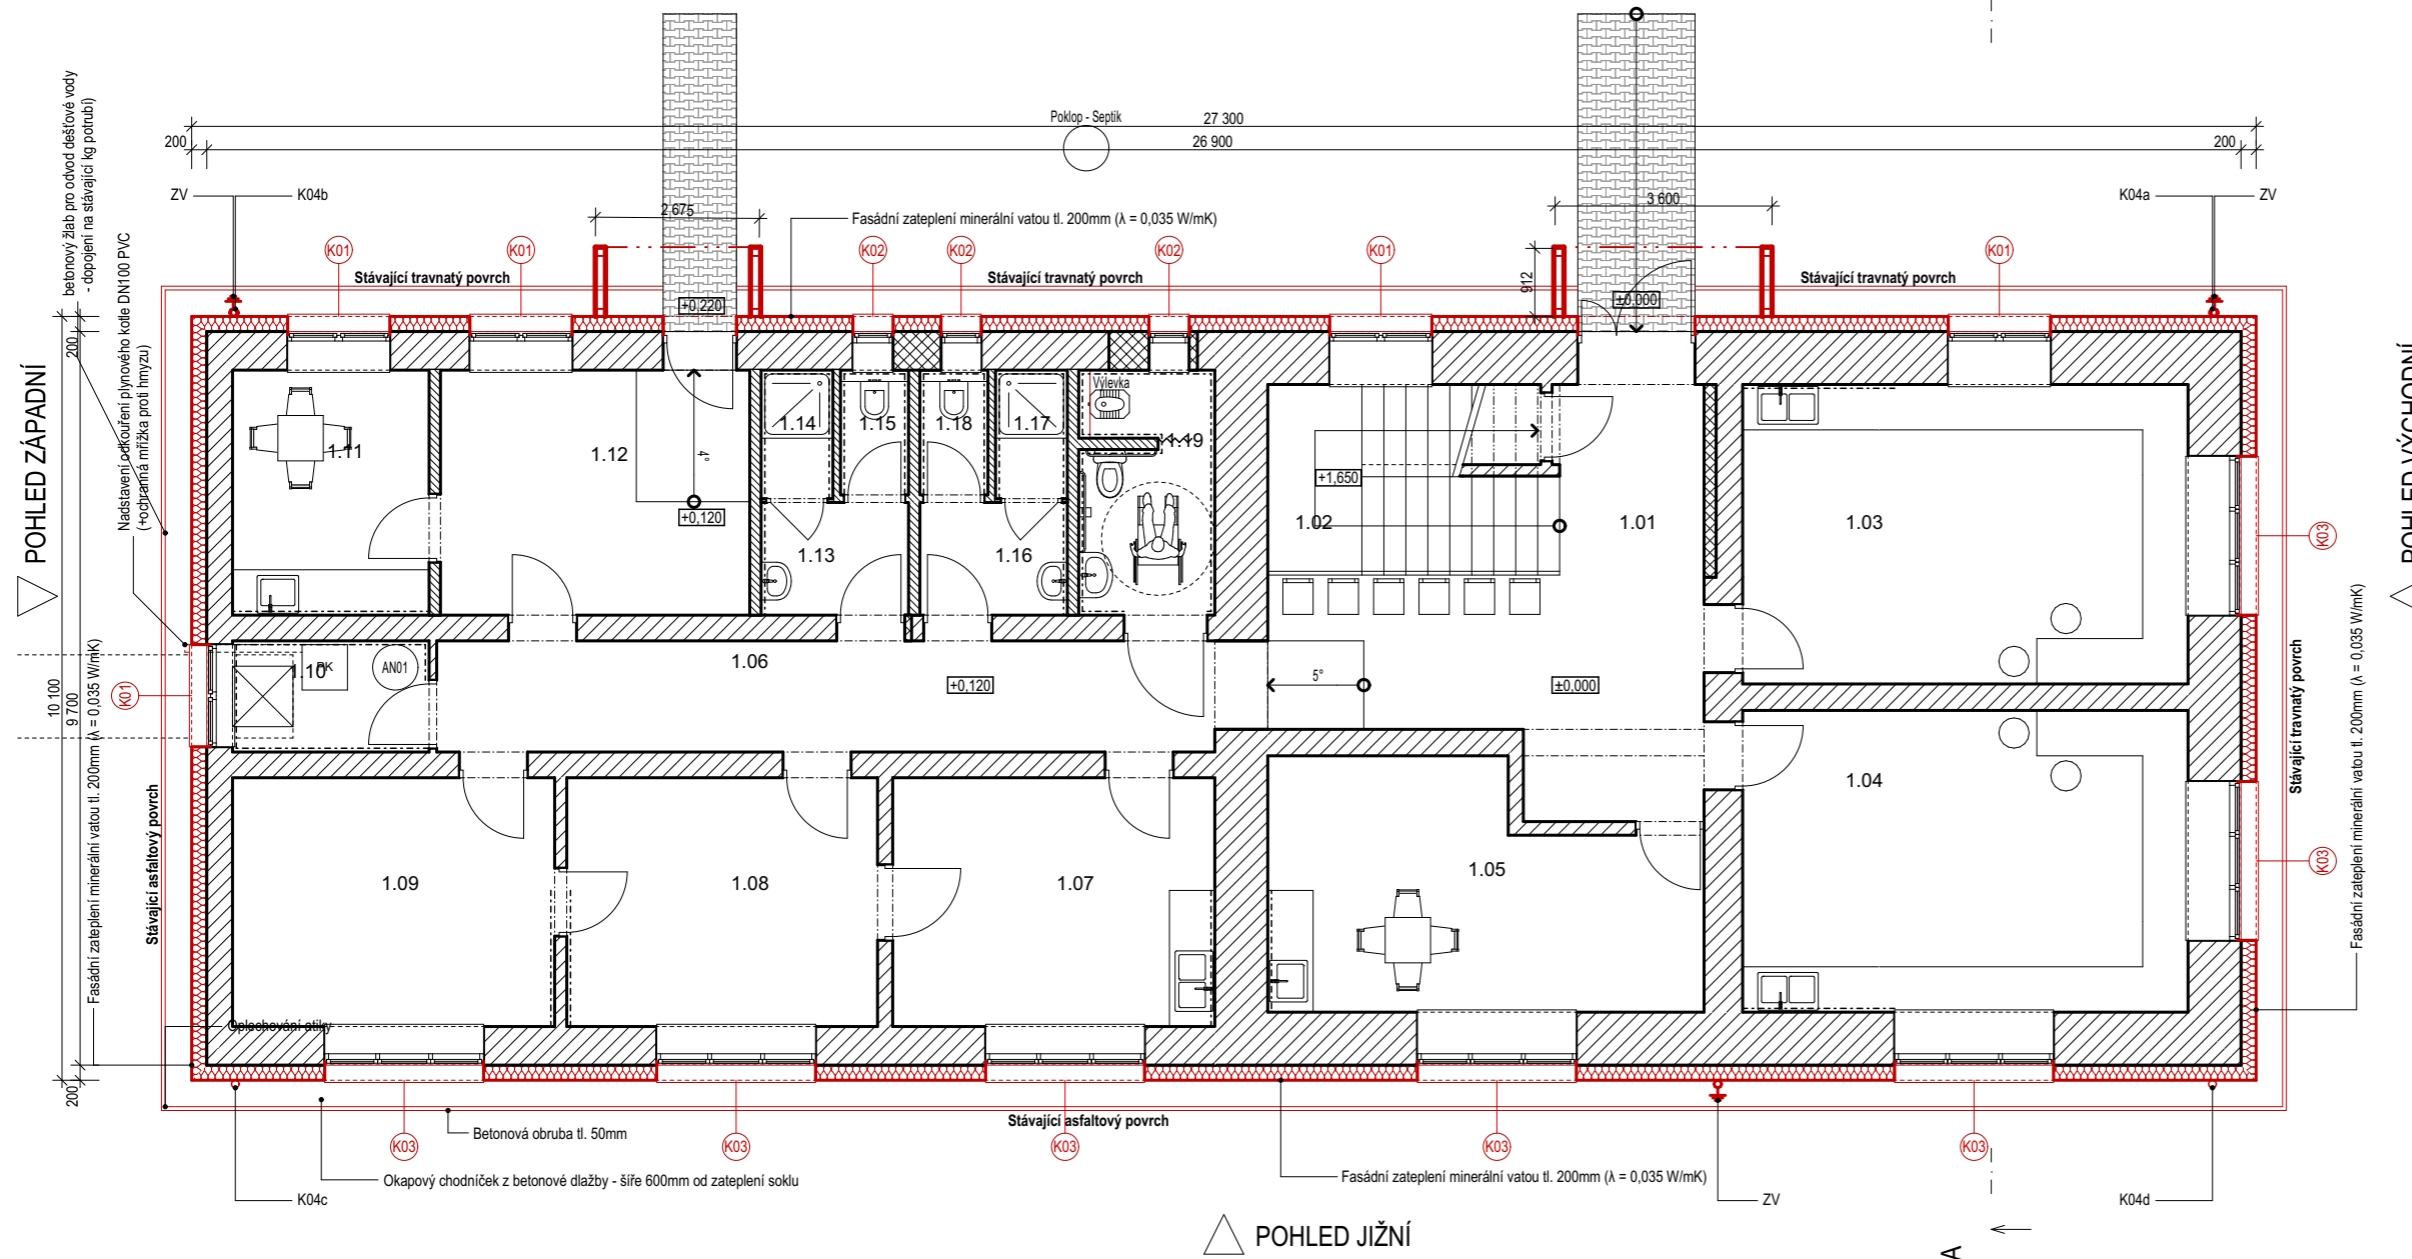 Poklop - Septik
27 300
26 900
200
200
ZV
K04b
K04a
ZV
2 675
3 600
912
Fasádní zateplení minerální vatou tl. 200mm (λ = 0,035 W/mK)
K01
K01
K02
K02
K02
K01
K01
Stávající travnatý povrch
Stávající travnatý povrch
Stávající travnatý povrch
+0,220
±0,000
betonový žlab pro odvod dešťové vody
- dopojení na stávající kg potrubí)
Nadstavení odkouření plynového kotle DN100 PVC
(+ochranná mřížka proti hmyzu)
POHLED ZÁPADNÍ
POHLED VÝCHODNÍ
200
10 100
9 700
200
Výlevka
1.11
1.12
4°
+0,120
1.14
1.15
1.18
1.17
1.19
1.13
1.16
+1,650
1.02
1.01
1.03
K03
1.10
PK
AN01
1.06
+0,120
5°
±0,000
K01
Fasádní zateplení minerální vatou tl. 200mm (λ = 0,035 W/mK)
Stávající asfaltový povrch
Stávající travnatý povrch
Fasádní zateplení minerální vatou tl. 200mm (λ = 0,035 W/mK)
1.09
1.08
1.07
1.05
1.04
K03
Oplechování atiky
Stávající asfaltový povrch
Betonová obruba tl. 50mm
K03
K03
K03
K03
K03
Okapový chodníček z betonové dlažby - šíře 600mm od zateplení soklu
Fasádní zateplení minerální vatou tl. 200mm (λ = 0,035 W/mK)
K04c
ZV
K04d
POHLED JIŽNÍ
A